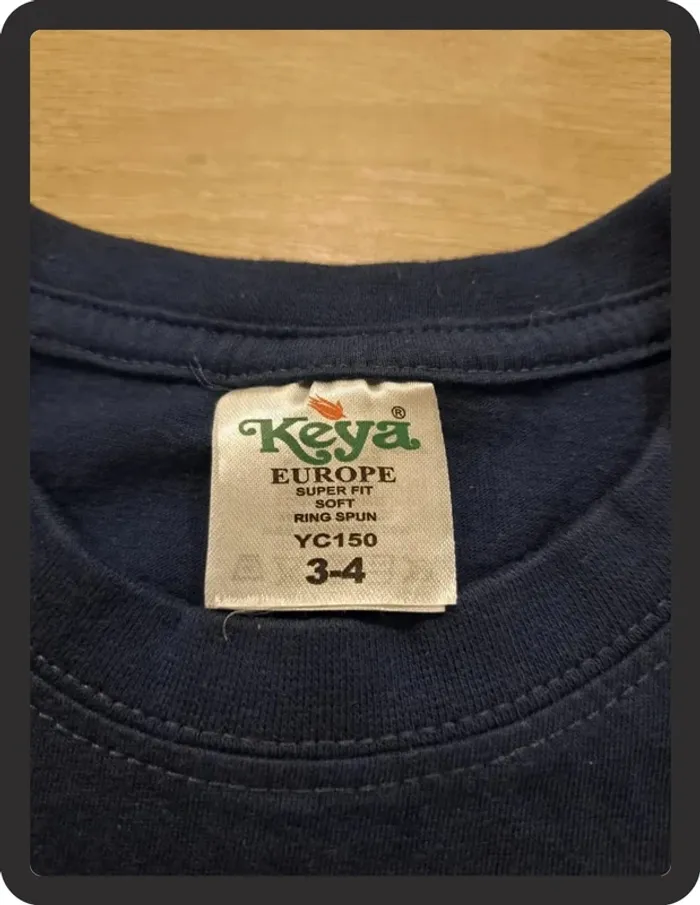 Keya®
EUROPE
SUPER FIT
SOFT
RING SPUN
YC150
3-4